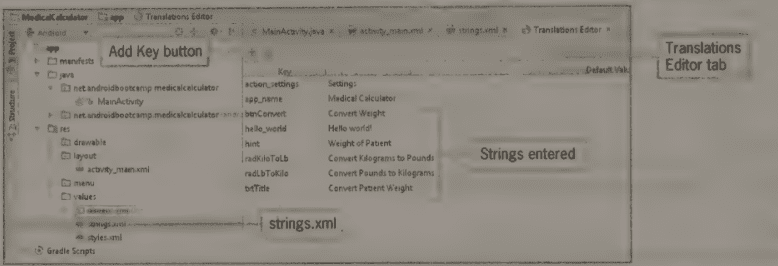 MedicalCalculator app Translations Editor
Android MainActivity.java × activity_main.xml × strings.xml × Translations Editor ×
Project
Structure
Add Key button
Translations
Editor tab
app
manifests
java
net.androidbootcamp.medicalcalculator
MainActivity
net.androidbootcamp.medicalcalculator
res
drawable
layout
activity_main.xml
menu
values
strings.xml
styles.xml
Gradle Scripts
Key Default Valu
action_settings Settings
app_name Medical Calculator
btnConvert Convert Weight
hello_world Hello world!
hint Weight of Patient
radKiloToLb Convert Kilograms to Pounds
radLbToKilo Convert Pounds to Kilograms
txtTitle Convert Patient Weight
Strings entered
strings.xml